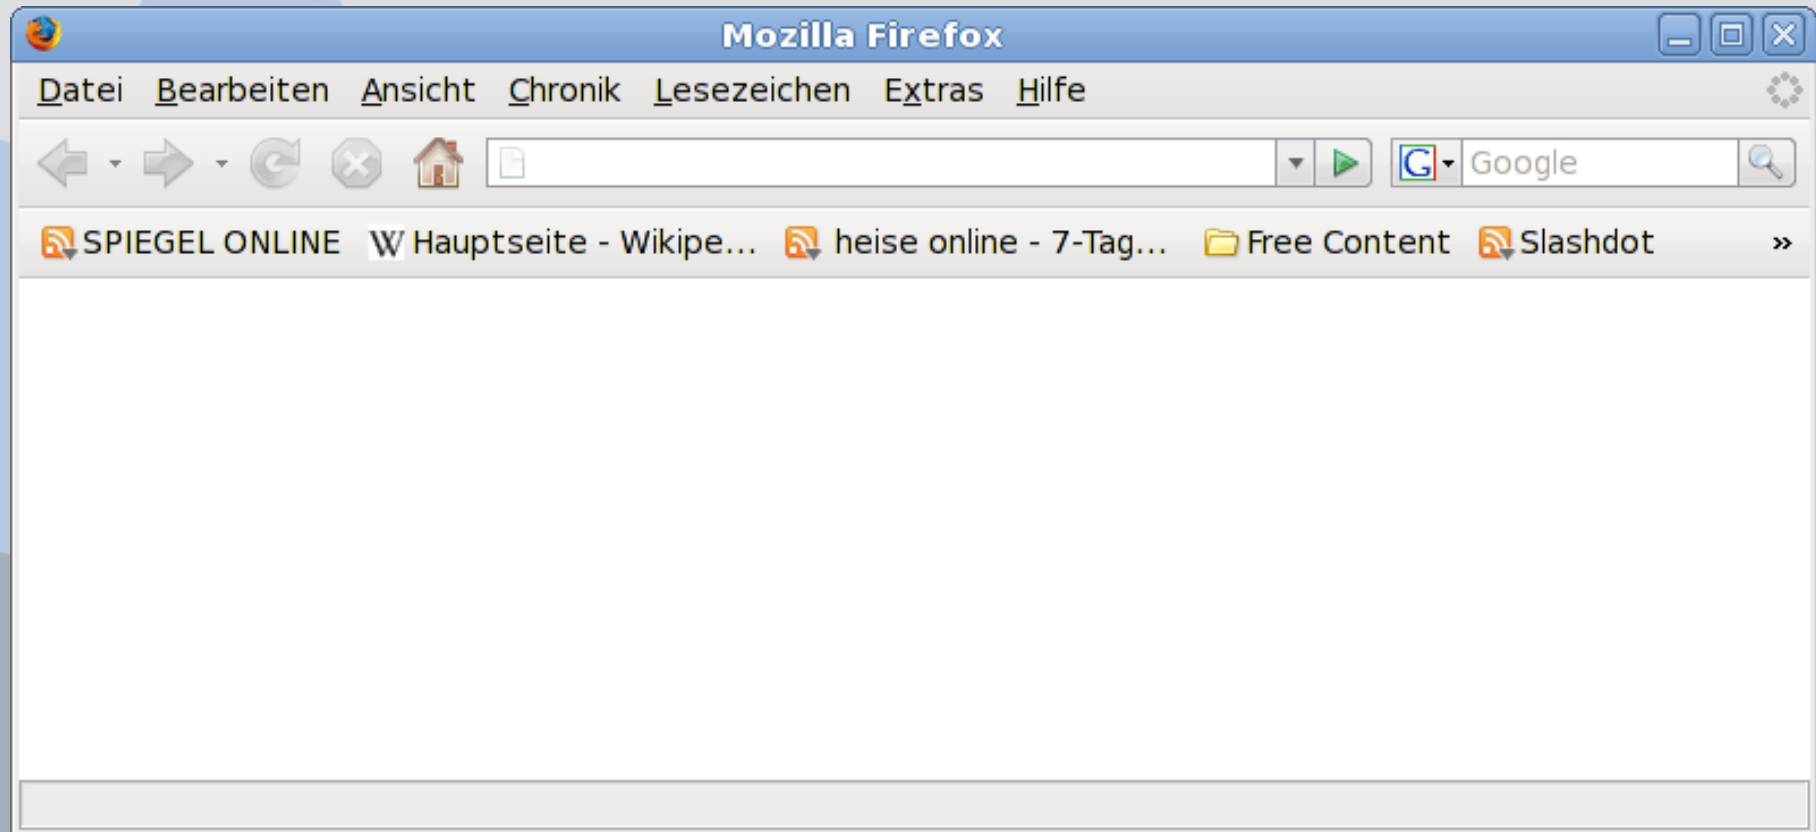 Mozilla Firefox
Datei Bearbeiten Ansicht Chronik Lesezeichen Extras Hilfe
G Google
SPIEGEL ONLINE W Hauptseite - Wikipe... heise online - 7-Tag... Free Content Slashdot »